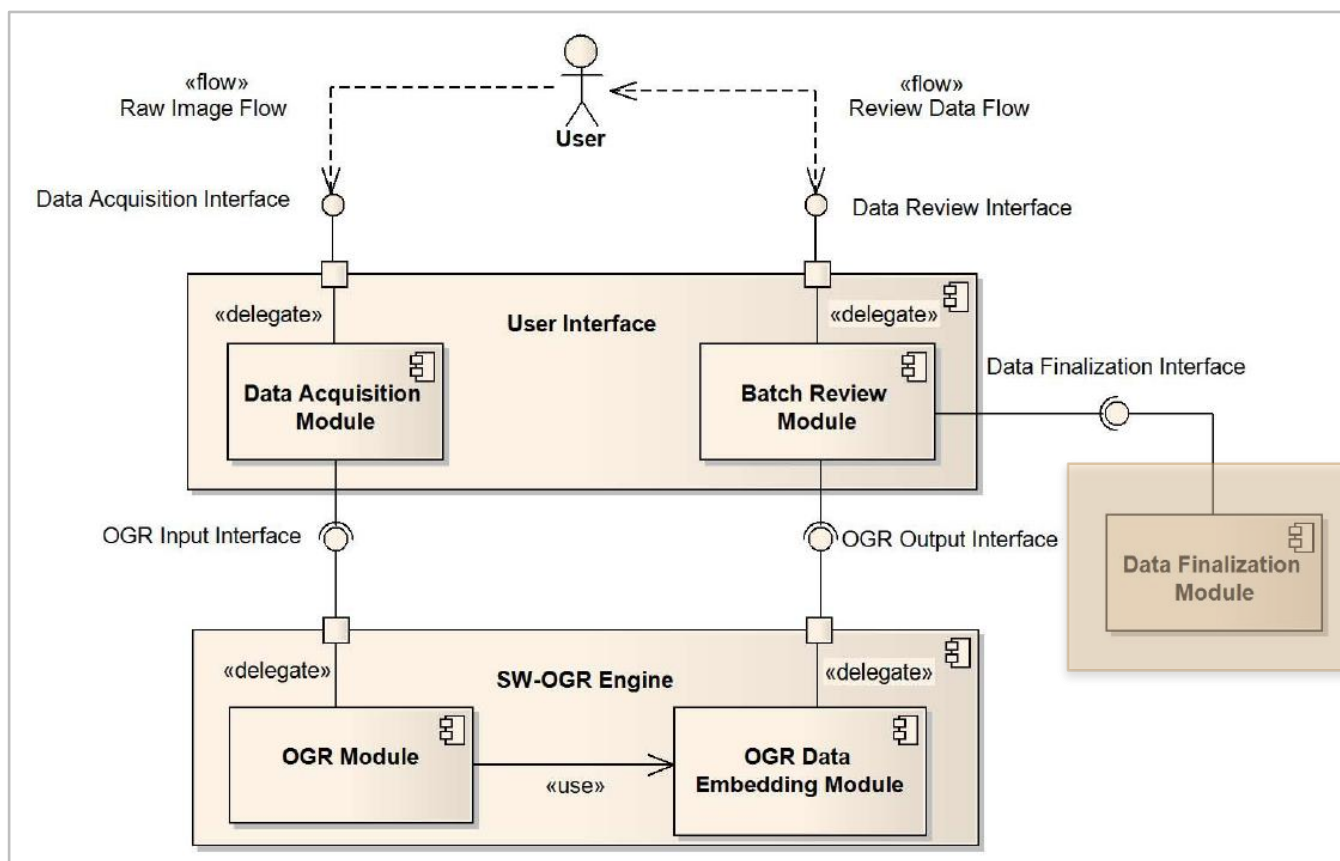 «flow»
Raw Image Flow
«flow»
Review Data Flow
User
Data Acquisition Interface
Data Review Interface
«delegate»
User Interface
«delegate»
Data Acquisition
Module
Batch Review
Module
Data Finalization Interface
OGR Input Interface
OGR Output Interface
Data Finalization
Module
«delegate»
SW-OGR Engine
«delegate»
OGR Module
«use»
OGR Data
Embedding Module